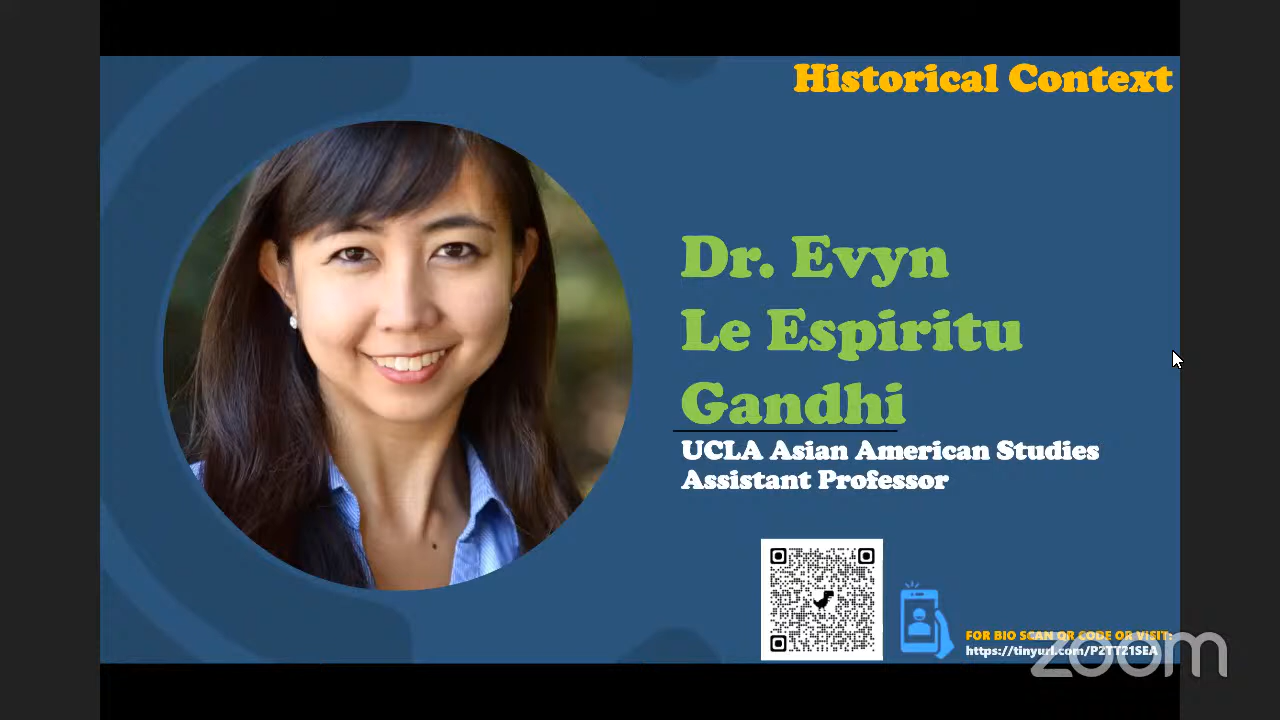 Historical Context
Dr. Evyn
Le Espiritu
Gandhi
UCLA Asian American Studies
Assistant Professor
FOR BIO SCAN QR CODE OR VISIT:
https://tinyurl.com/P2TT21SEA
zoom